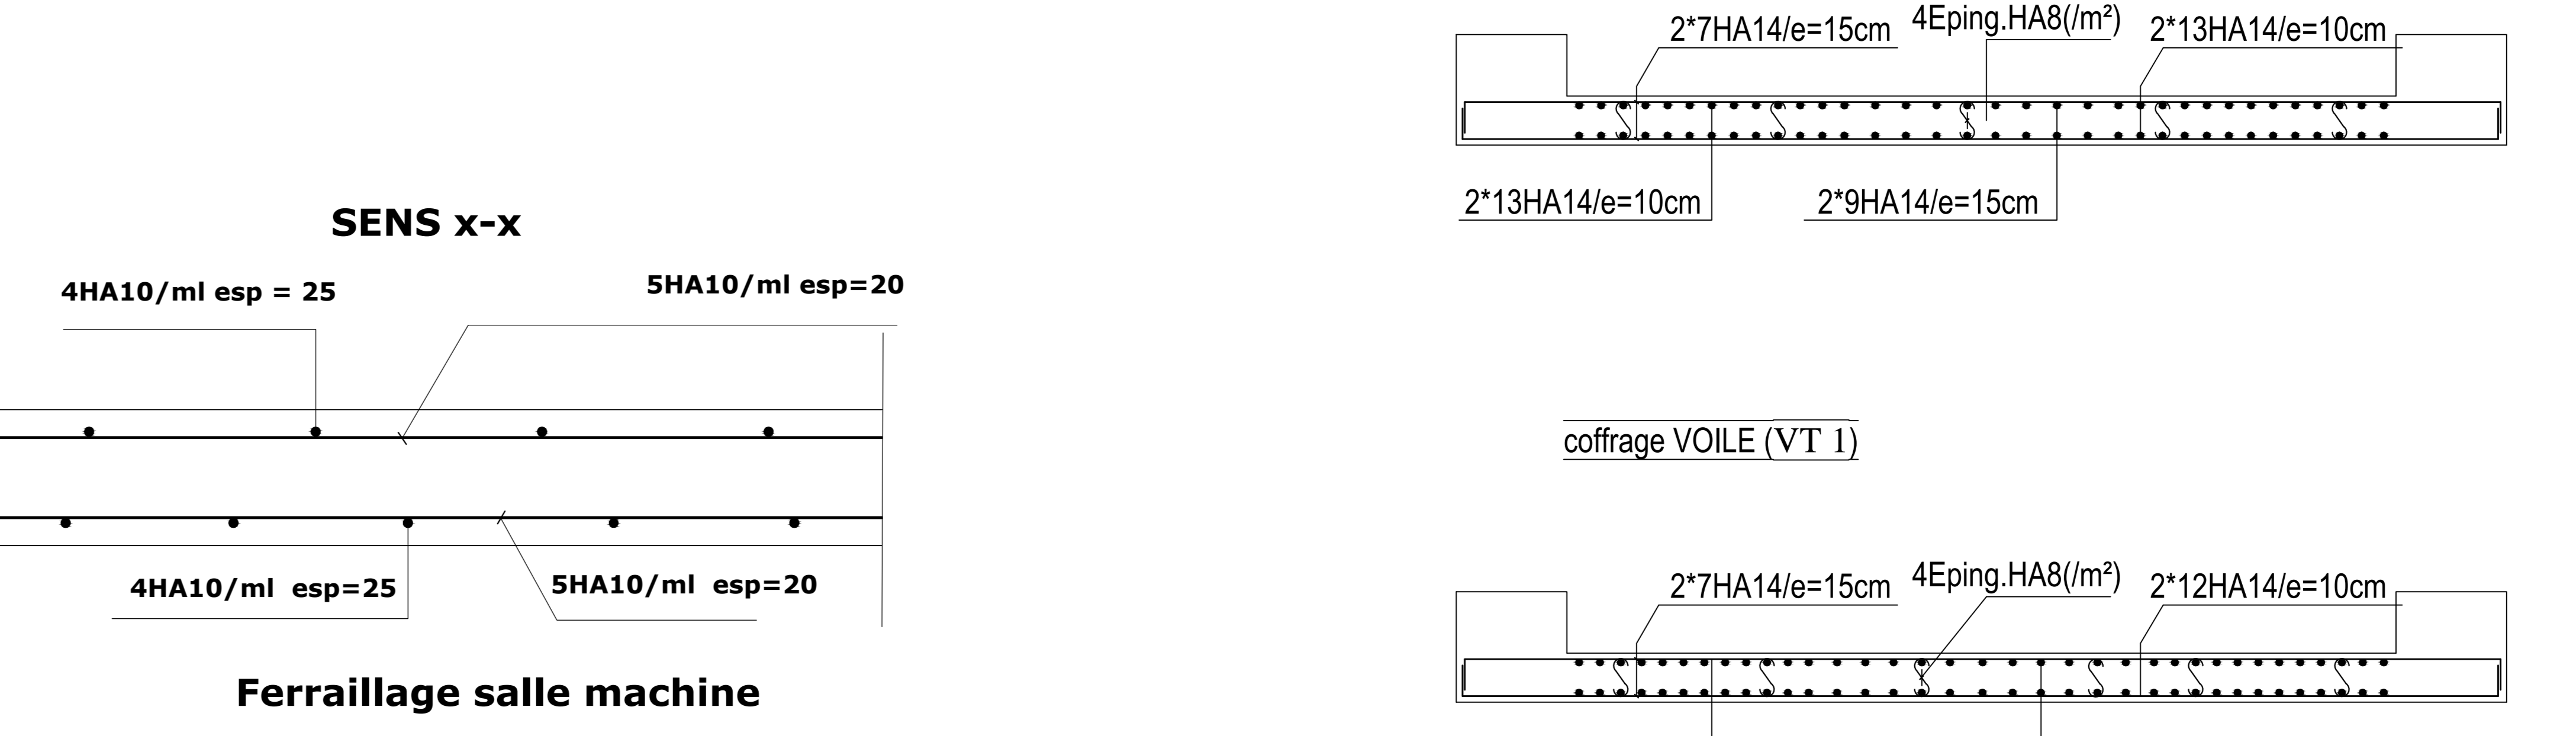 SENS x-x
4HA10/ml esp = 25
5HA10/ml esp=20
4HA10/ml esp=25
5HA10/ml esp=20
Ferraillage salle machine
2*7HA14/e=15cm
4Eping.HA8(/m²)
2*13HA14/e=10cm
2*13HA14/e=10cm
2*9HA14/e=15cm
coffrage VOILE (VT 1)
2*7HA14/e=15cm
4Eping.HA8(/m²)
2*12HA14/e=10cm